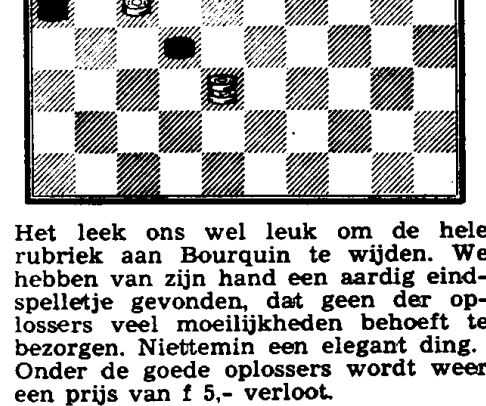 Het leek ons wel leuk om de hele
rubriek aan Bourquin te wijden. We
hebben van zijn hand een aardig eind-
spelletje gevonden, dat geen der op-
lossers veel moeilijkheden behoeft te
bezorgen. Niettemin een elegant ding.
Onder de goede oplossers wordt weer
een prijs van f 5,- verloot.